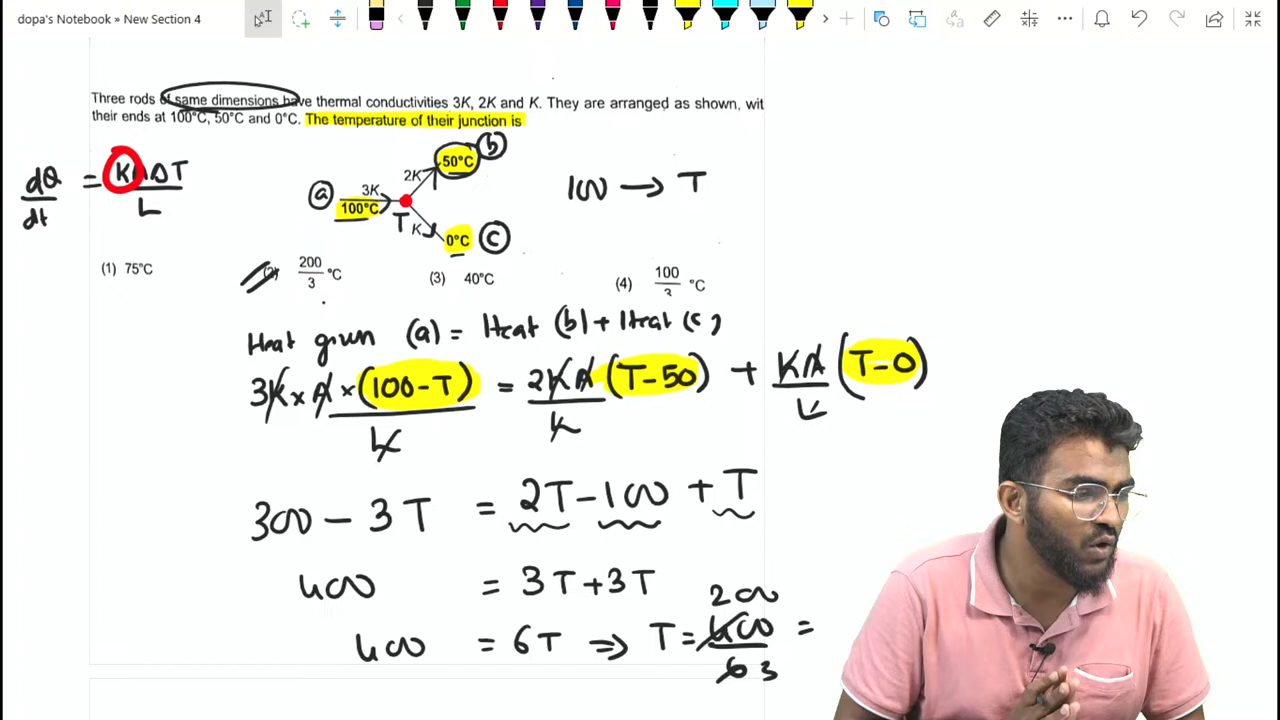 dopa's Notebook » New Section 4
Three rods of same dimensions have thermal conductivities 3K, 2K and K. They are arranged as shown, wit
their ends at 100°C, 50°C and 0°C. The temperature of their junction is
dQ/dt = KAΔT/L
(a) 3K 100°C
2K 50°C (b)
T
K 0°C (c)
100 → T
(1) 75°C
(2) 200/3 °C
(3) 40°C
(4) 100/3 °C
Heat given (a) = Heat (b) + Heat (c)
3K × A × (100 - T)/L = 2KA/L (T - 50) + KA/L (T - 0)
300 - 3T = 2T - 100 + T
400 = 3T + 3T
400 = 6T ⇒ T = 400/6 =
200
3